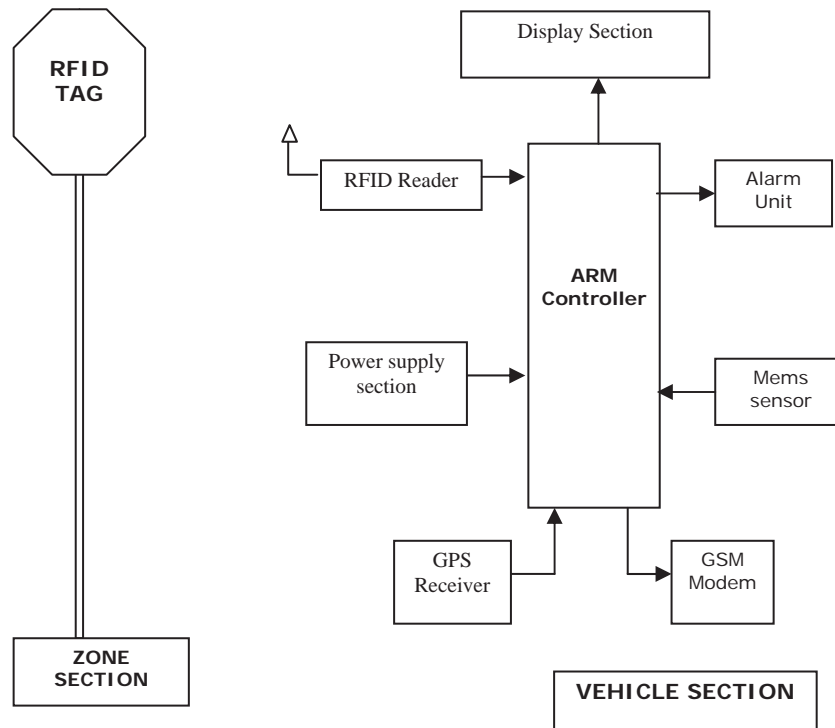 RFID
TAG
Display Section
RFID Reader
Alarm
Unit
ARM
Controller
Power supply
section
Mems
sensor
GPS
Receiver
GSM
Modem
ZONE
SECTION
VEHICLE SECTION